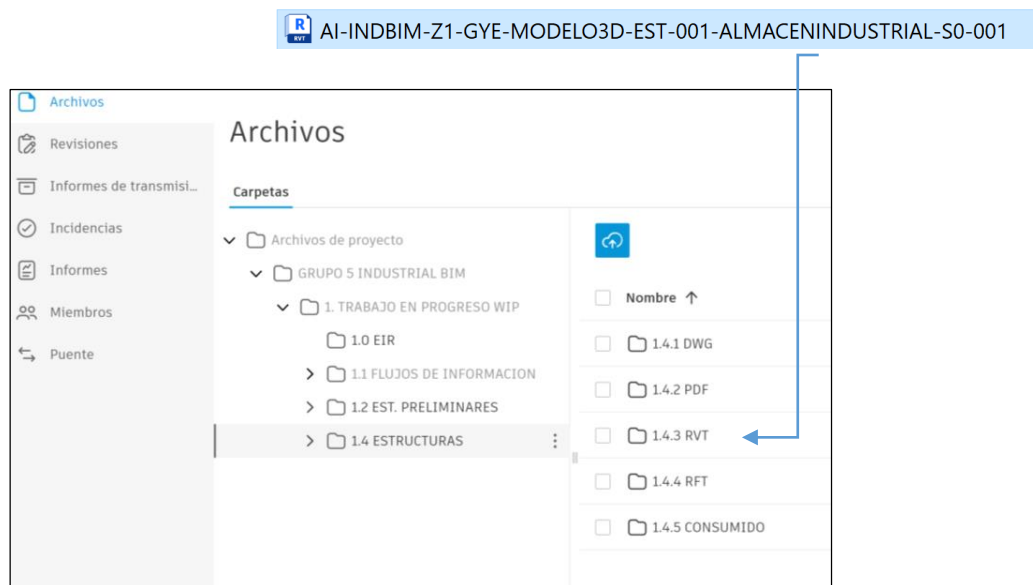 R RVT AI-INDBIM-Z1-GYE-MODELO3D-EST-001-ALMACENINDUSTRIAL-S0-001
Archivos
Revisiones
Informes de transmisi...
Incidencias
Informes
Miembros
Puente
Archivos
Carpetas
Archivos de proyecto
GRUPO 5 INDUSTRIAL BIM
1. TRABAJO EN PROGRESO WIP
1.0 EIR
1.1 FLUJOS DE INFORMACION
1.2 EST. PRELIMINARES
1.4 ESTRUCTURAS
Nombre
1.4.1 DWG
1.4.2 PDF
1.4.3 RVT
1.4.4 RFT
1.4.5 CONSUMIDO